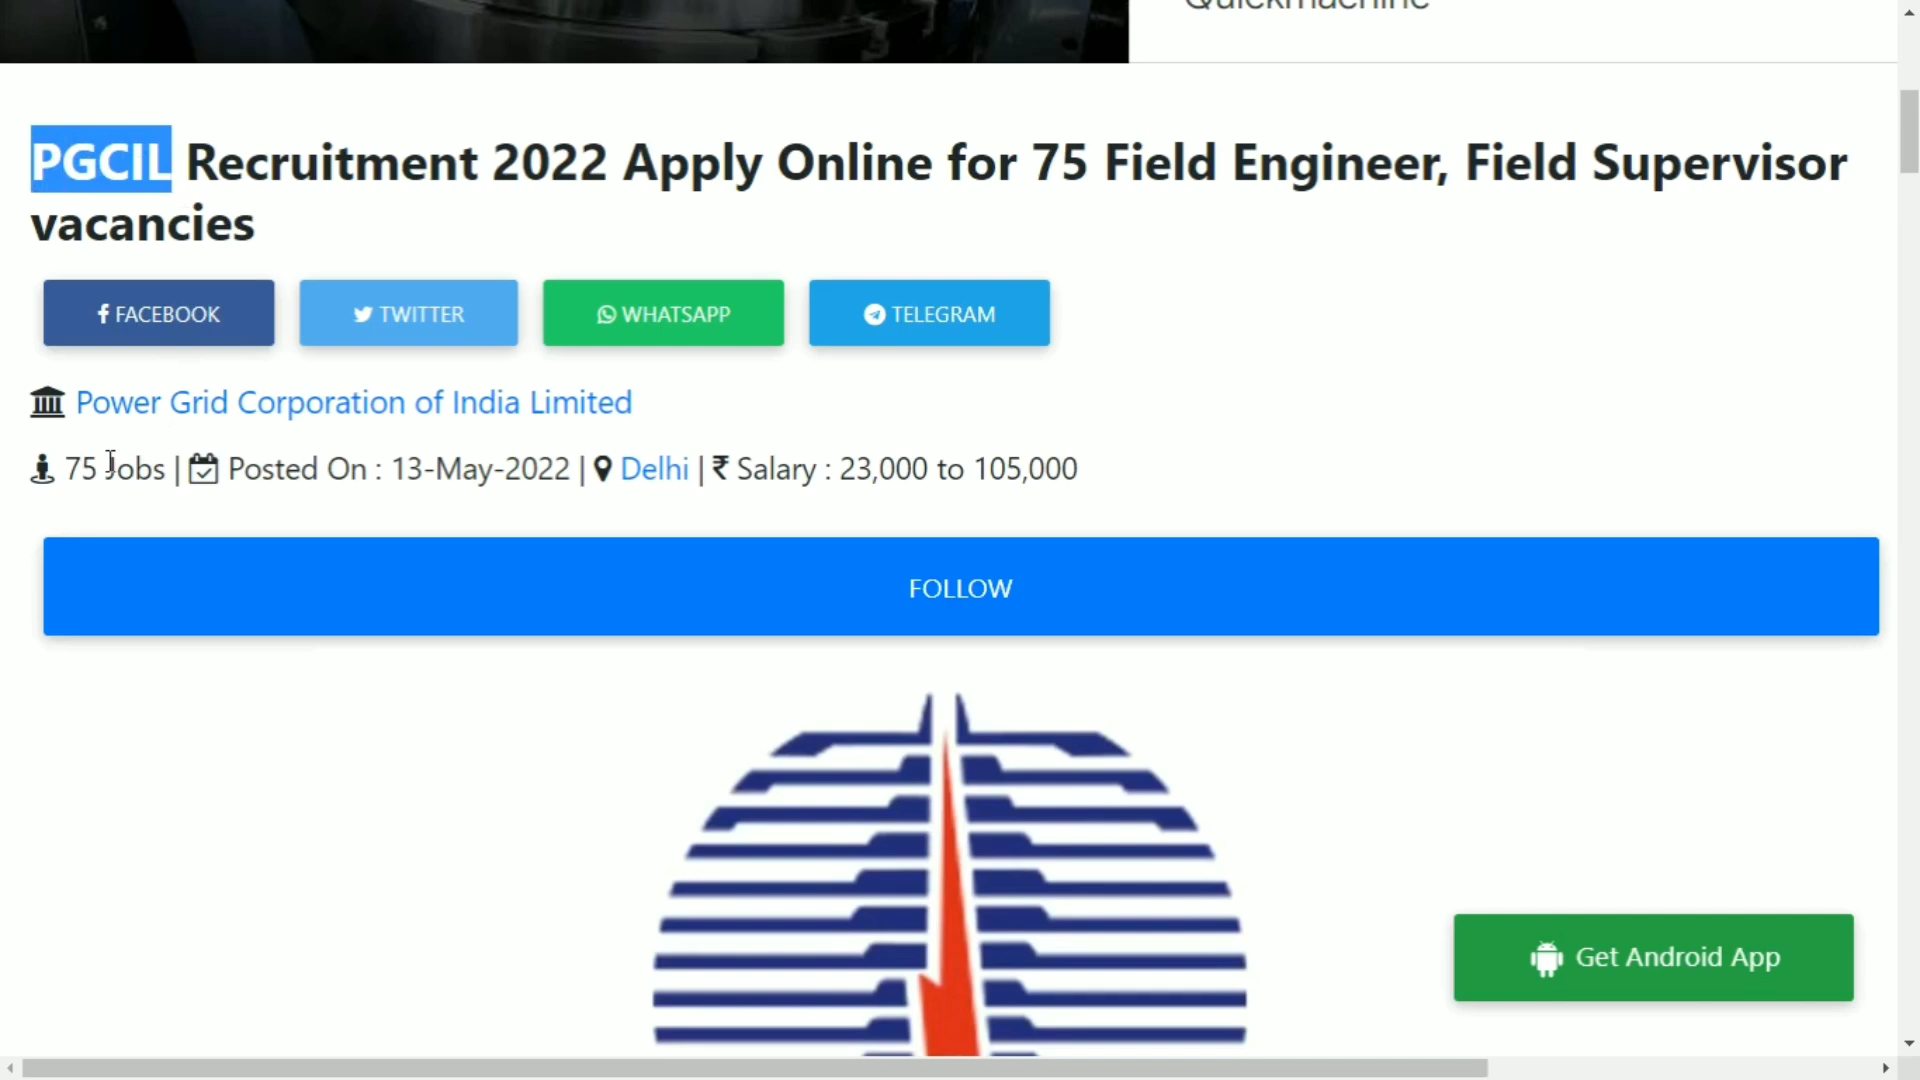 Quickmachine
PGCIL Recruitment 2022 Apply Online for 75 Field Engineer, Field Supervisor
vacancies
FACEBOOK
TWITTER
WHATSAPP
TELEGRAM
Power Grid Corporation of India Limited
75 Jobs | Posted On : 13-May-2022 | Delhi | ₹ Salary : 23,000 to 105,000
FOLLOW
Get Android App